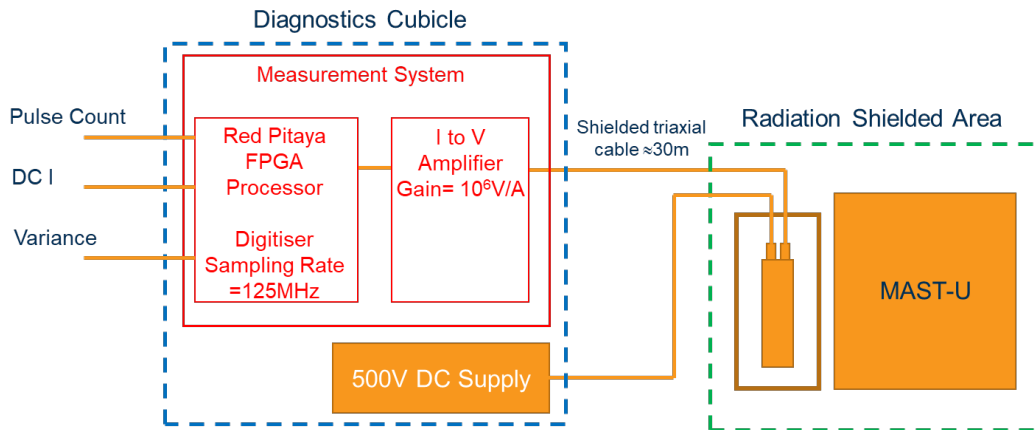 Diagnostics Cubicle
Measurement System
Pulse Count
DC I
Variance
Red Pitaya
FPGA
Processor
Digitiser
Sampling Rate
=125MHz
I to V
Amplifier
Gain= 10⁶V/A
Shielded triaxial
cable ≈30m
Radiation Shielded Area
MAST-U
500V DC Supply